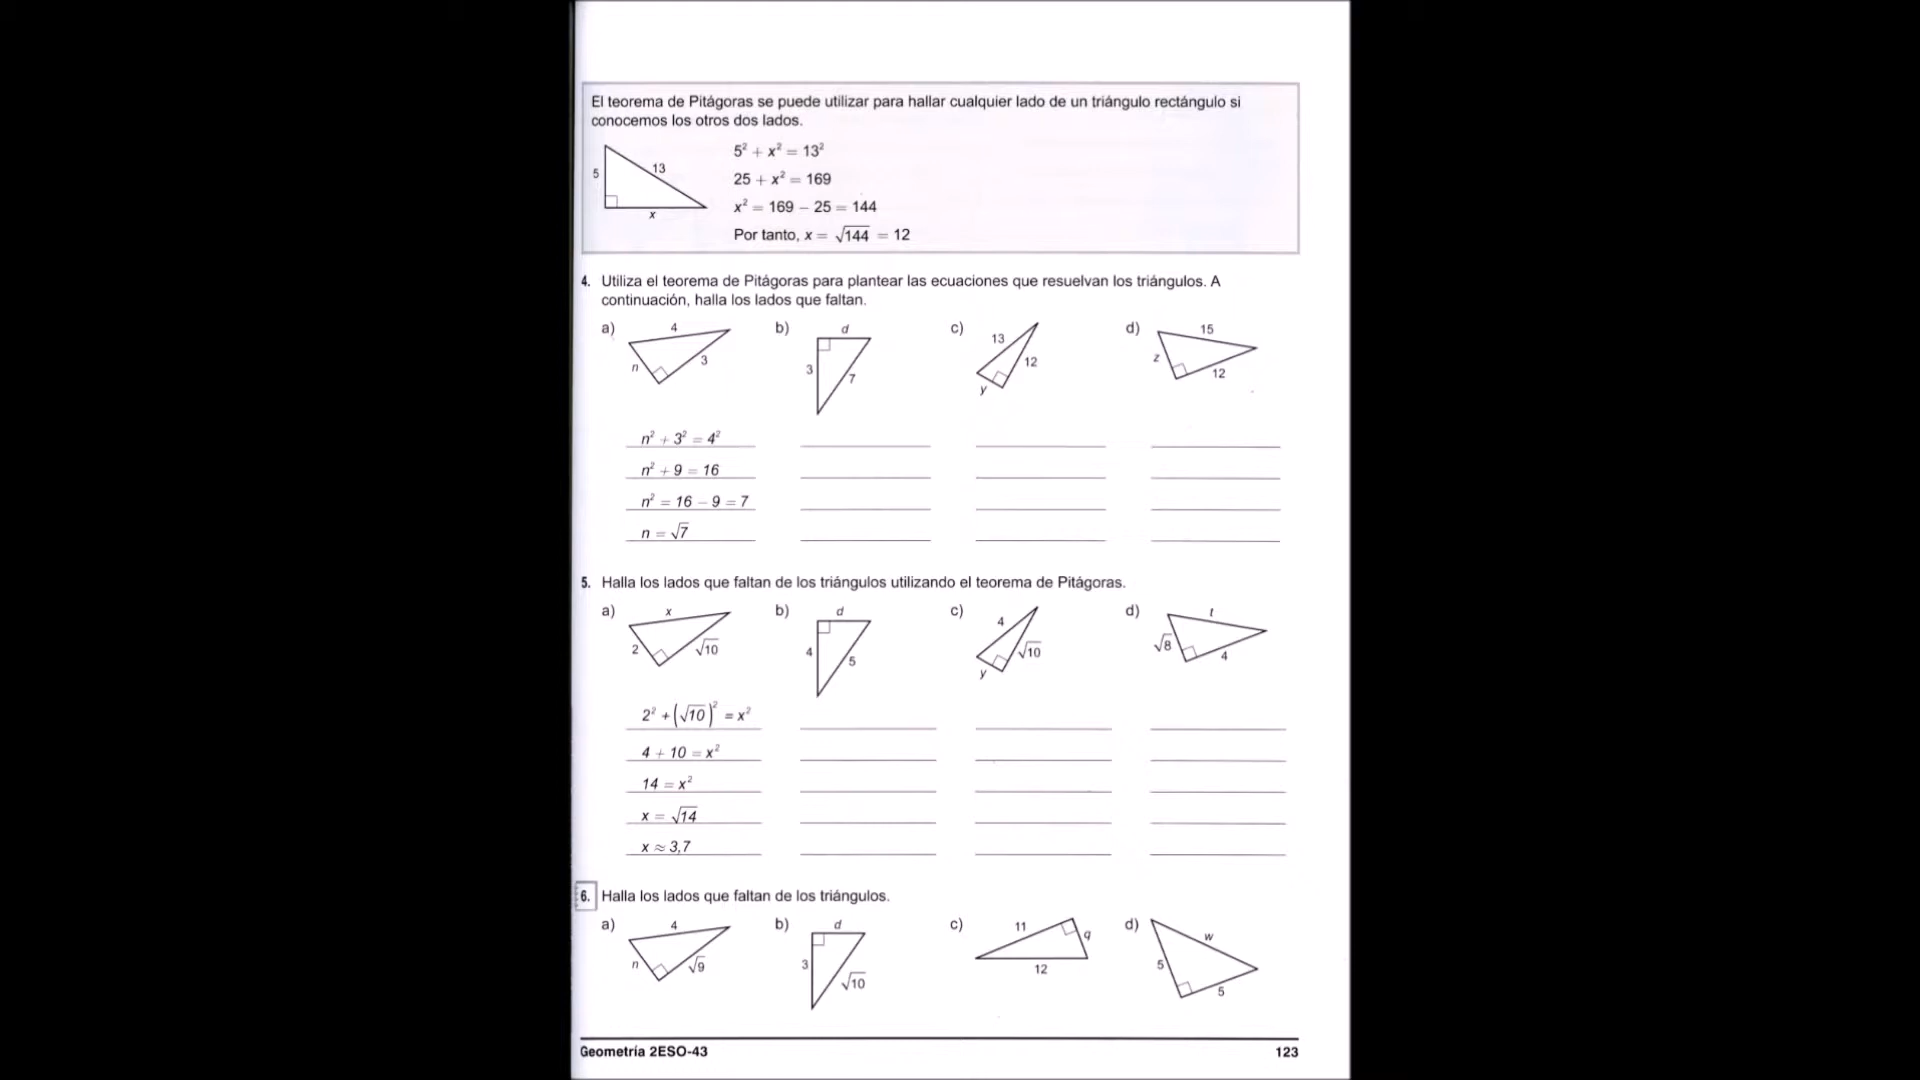 El teorema de Pitágoras se puede utilizar para hallar cualquier lado de un triángulo rectángulo si
conocemos los otros dos lados.
5
13
x
5² + x² = 13²
25 + x² = 169
x² = 169 − 25 = 144
Por tanto, x = √144 = 12
4. Utiliza el teorema de Pitágoras para plantear las ecuaciones que resuelvan los triángulos. A
continuación, halla los lados que faltan.
a) 4 3 n
b) d 3 7
c) 13 12 y
d) 15 z 12
n² + 3² = 4²
n² + 9 = 16
n² = 16 − 9 = 7
n = √7
5. Halla los lados que faltan de los triángulos utilizando el teorema de Pitágoras.
a) x 2 √10
b) d 4 5
c) 4 √10 y
d) t √8 4
2² + (√10)² = x²
4 + 10 = x²
14 = x²
x = √14
x ≈ 3,7
6. Halla los lados que faltan de los triángulos.
a) 4 n √9
b) d 3 √10
c) 11 q 12
d) w 5 5
Geometría 2ESO-43 123